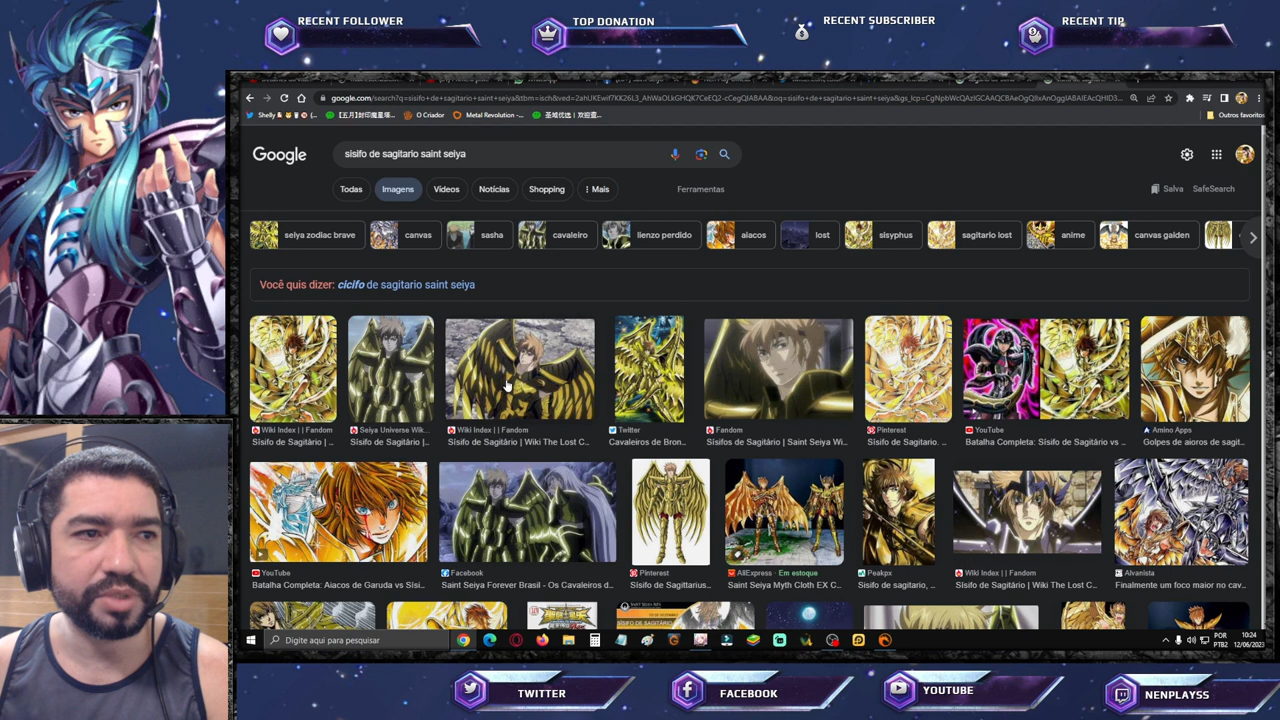 RECENT FOLLOWER
TOP DONATION
RECENT SUBSCRIBER
RECENT TIP
Shelly
O Criador
Metal Revolution -...
Outros favoritos
Google
sisifo de sagitario saint seiya
Todas
Imagens
Vídeos
Notícias
Shopping
Mais
Ferramentas
Salva
SafeSearch
seiya zodiac brave
canvas
sasha
cavaleiro
lienzo perdido
aiacos
lost
sisyphus
sagitario lost
anime
canvas gaiden
Você quis dizer: cicifo de sagitario saint seiya
Wiki Index | | Fandom
Sísifo de Sagitário | ...
Seiya Universe Wik...
Sísifo de Sagitário |...
Wiki Index | | Fandom
Sísifo de Sagitário | Wiki The Lost C...
Twitter
Cavaleiros de Bron...
Fandom
Sísifos de Sagitário | Saint Seiya Wi...
Pinterest
Sísifo de Sagitario. ...
YouTube
Batalha Completa: Sísifo de Sagitário vs ...
Amino Apps
Golpes de aioros de sagit...
YouTube
Batalha Completa: Aiacos de Garuda vs Sísi...
Facebook
Saint Seiya Forever Brasil - Os Cavaleiros d...
Pinterest
Sísifo de Sagittarius...
AliExpress · Em estoque
Saint Seiya Myth Cloth EX C...
Peakpx
Sisifo de sagitario, ...
Wiki Index | | Fandom
Sísifo de Sagitário | Wiki The Lost C...
Alvanista
Finalmente um foco maior no cav...
Digite aqui para pesquisar
POR
PTB2
10:24
12/06/2023
TWITTER
FACEBOOK
YOUTUBE
NENPLAYSS